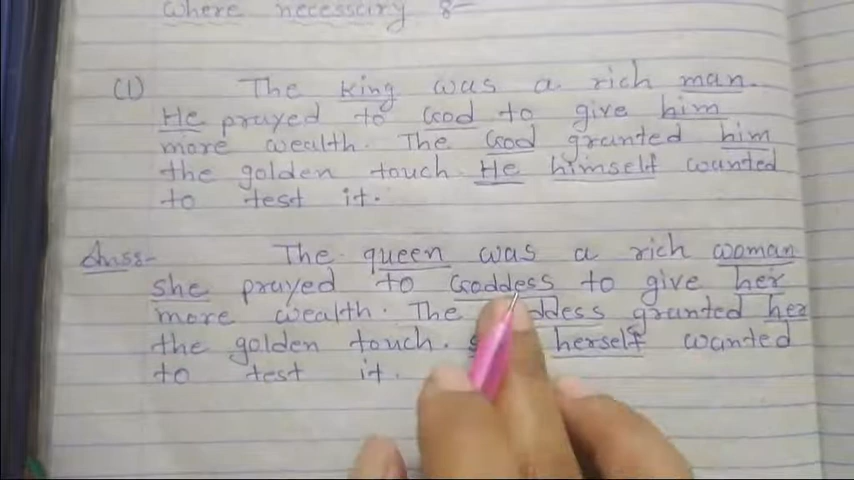 where necessary :-
(1) The king was a rich man.
He prayed to God to give him
more wealth. The God granted him
the golden touch. He himself wanted
to test it.
Ans:- The queen was a rich woman
she prayed to Goddess to give her
more wealth. The granted her
the golden touch. herself wanted
to test it.